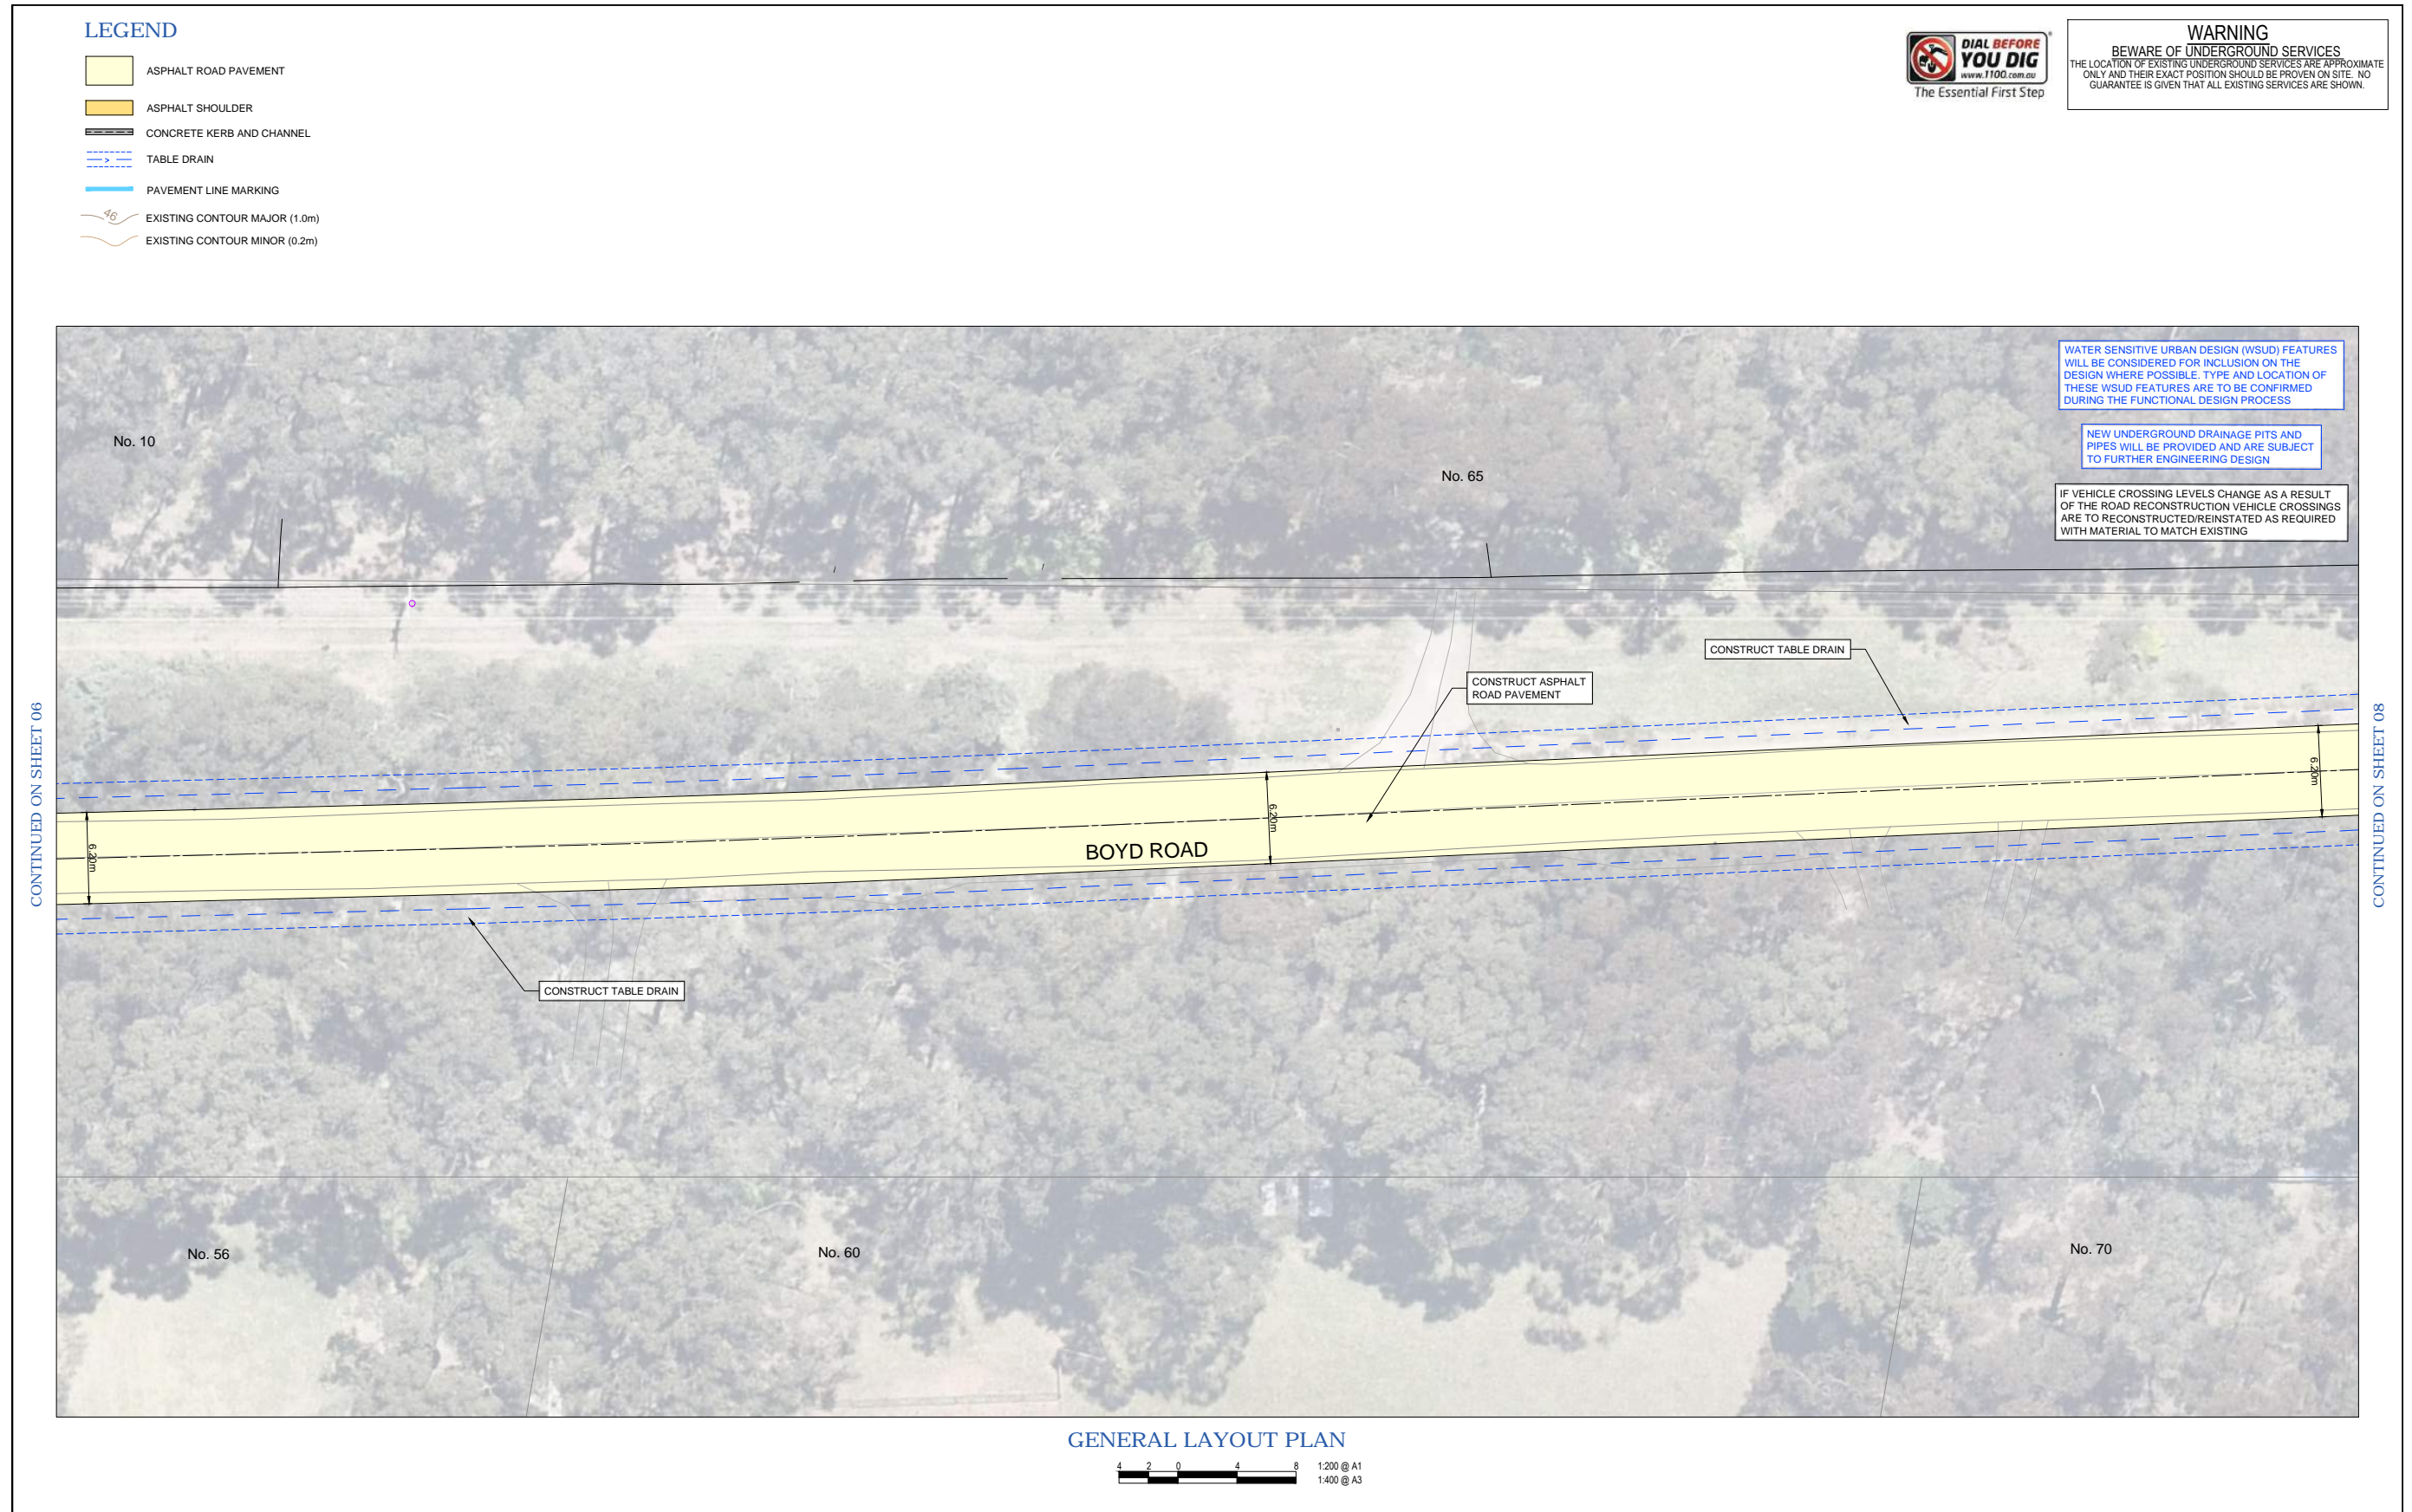 LEGEND
ASPHALT ROAD PAVEMENT
ASPHALT SHOULDER
CONCRETE KERB AND CHANNEL
TABLE DRAIN
PAVEMENT LINE MARKING
46
EXISTING CONTOUR MAJOR (1.0m)
EXISTING CONTOUR MINOR (0.2m)
DIAL BEFORE
YOU DIG
www.1100.com.au
The Essential First Step
WARNING
BEWARE OF UNDERGROUND SERVICES
THE LOCATION OF EXISTING UNDERGROUND SERVICES ARE APPROXIMATE
ONLY AND THEIR EXACT POSITION SHOULD BE PROVEN ON SITE. NO
GUARANTEE IS GIVEN THAT ALL EXISTING SERVICES ARE SHOWN.
WATER SENSITIVE URBAN DESIGN (WSUD) FEATURES
WILL BE CONSIDERED FOR INCLUSION ON THE
DESIGN WHERE POSSIBLE. TYPE AND LOCATION OF
THESE WSUD FEATURES ARE TO BE CONFIRMED
DURING THE FUNCTIONAL DESIGN PROCESS
NEW UNDERGROUND DRAINAGE PITS AND
PIPES WILL BE PROVIDED AND ARE SUBJECT
TO FURTHER ENGINEERING DESIGN
IF VEHICLE CROSSING LEVELS CHANGE AS A RESULT
OF THE ROAD RECONSTRUCTION VEHICLE CROSSINGS
ARE TO RECONSTRUCTED/REINSTATED AS REQUIRED
WITH MATERIAL TO MATCH EXISTING
No. 10
No. 65
CONSTRUCT TABLE DRAIN
CONSTRUCT ASPHALT
ROAD PAVEMENT
CONTINUED ON SHEET 06
6.20m
BOYD ROAD
6.20m
6.20m
CONTINUED ON SHEET 08
CONSTRUCT TABLE DRAIN
No. 56
No. 60
No. 70
GENERAL LAYOUT PLAN
4 2 0 4 8 1:200 @ A1
1:400 @ A3